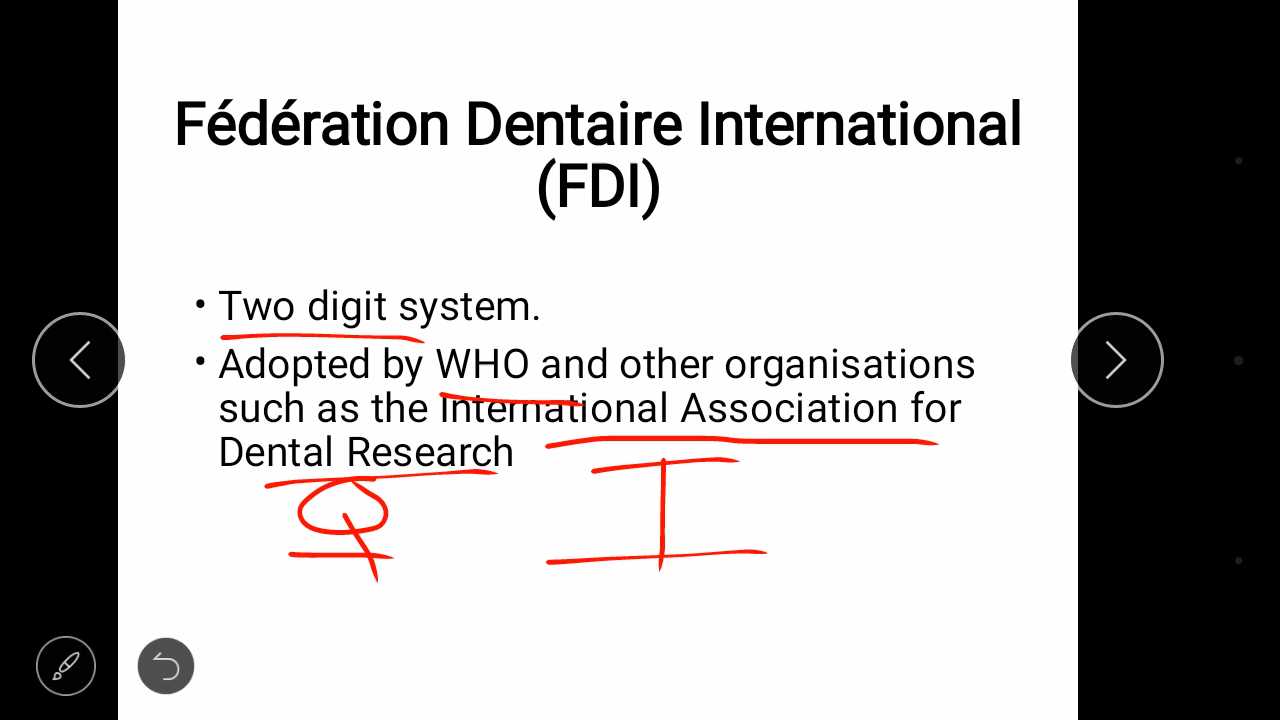 Fédération Dentaire International
(FDI)
• Two digit system.
• Adopted by WHO and other organisations
such as the International Association for
Dental Research
Q I